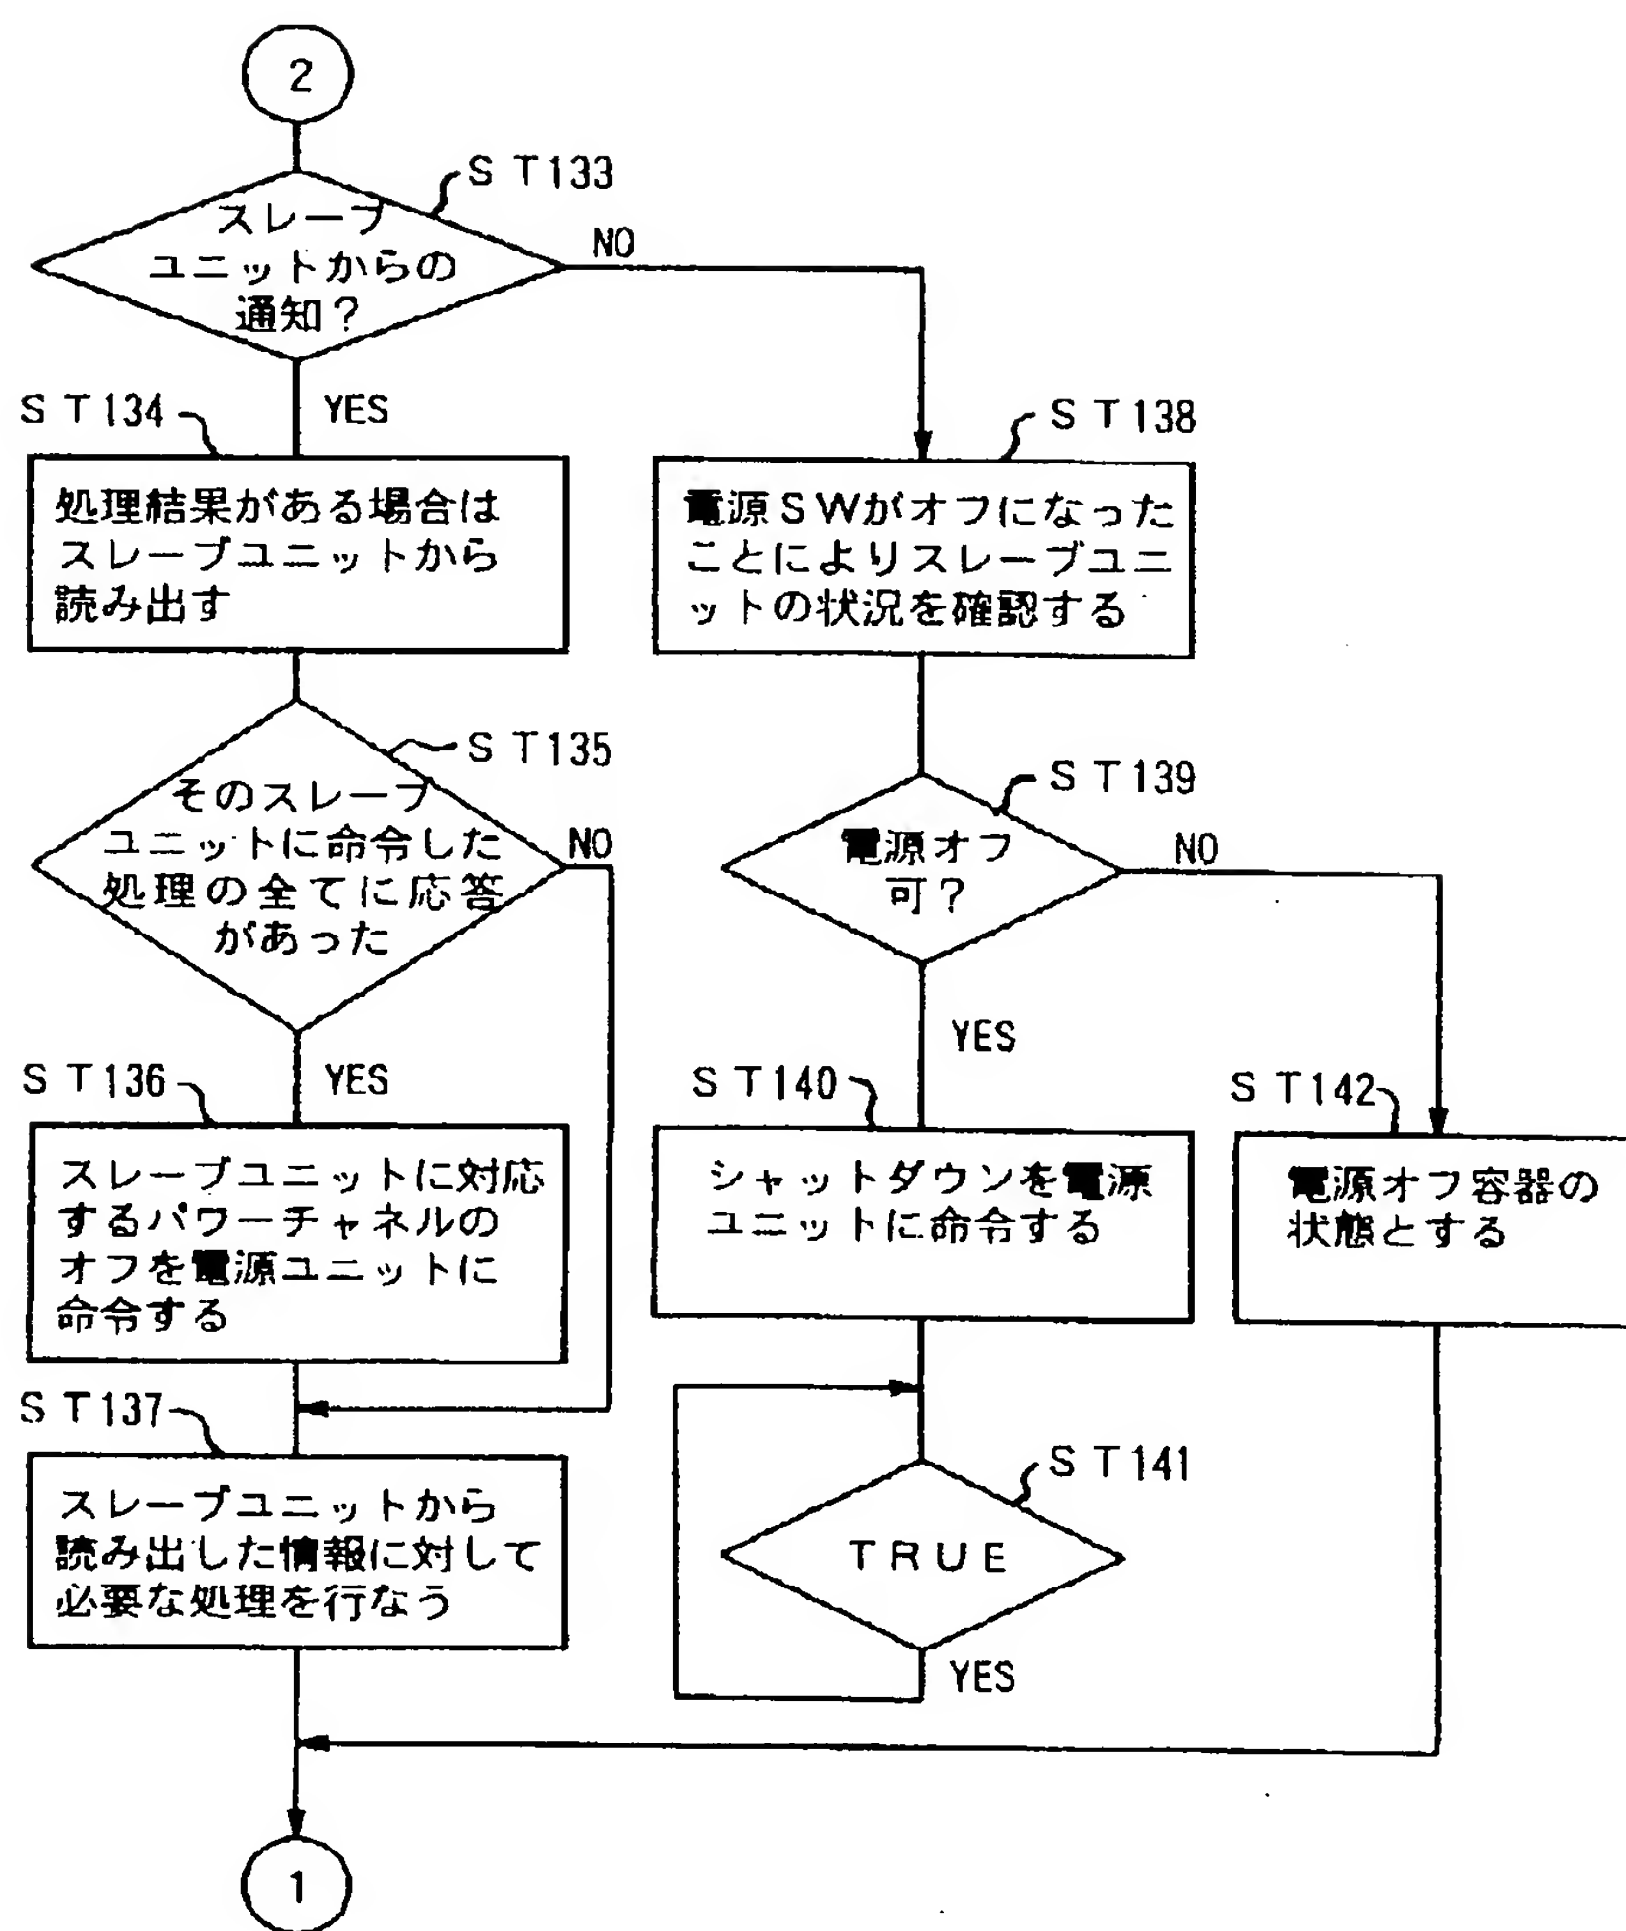 2
ST133
スレーブ
ユニットからの
通知？
NO
YES
ST134
処理結果がある場合は
スレーブユニットから
読み出す
ST138
電源SWがオフになった
ことによりスレーブユニ
ットの状況を確認する
ST135
そのスレーブ
ユニットに命令した
処理の全てに応答
があった
NO
YES
ST139
電源オフ
可？
NO
YES
ST136
スレーブユニットに対応
するパワーチャネルの
オフを電源ユニットに
命令する
ST140
シャットダウンを電源
ユニットに命令する
ST142
電源オフ容器の
状態とする
ST137
スレーブユニットから
読み出した情報に対して
必要な処理を行なう
ST141
TRUE
YES
1